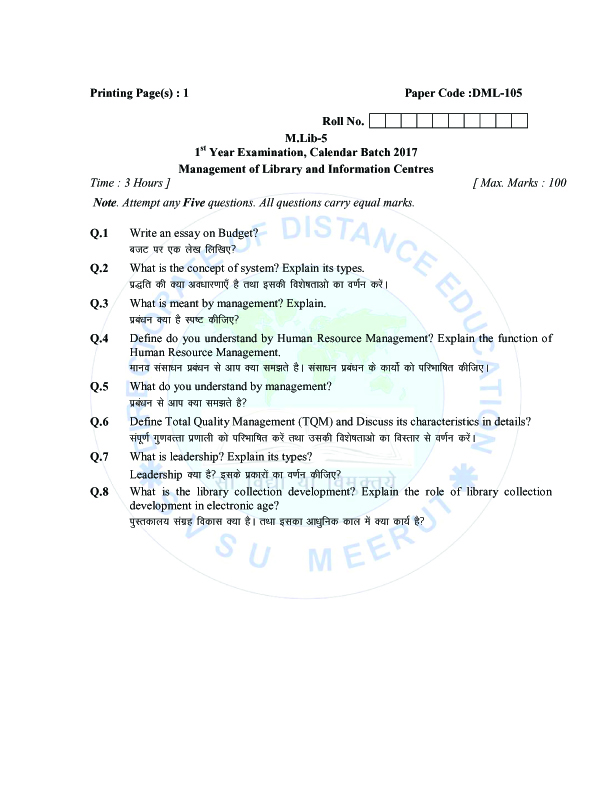 Printing Page(s) : 1 Paper Code :DML-105
Roll No.
M.Lib-5
1st Year Examination, Calendar Batch 2017
Management of Library and Information Centres
Time : 3 Hours ] [ Max. Marks : 100
Note. Attempt any Five questions. All questions carry equal marks.
Q.1 Write an essay on Budget?
बजट पर एक लेख लिखिए?
Q.2 What is the concept of system? Explain its types.
प्रद्धति की क्या अवधारणाएँ है तथा इसकी विशेषताओ का वर्णन करें।
Q.3 What is meant by management? Explain.
प्रबंधन क्या है स्पष्ट कीजिए?
Q.4 Define do you understand by Human Resource Management? Explain the function of
Human Resource Management.
मानव संसाधन प्रबंधन से आप क्या समझते है। संसाधन प्रबंधन के कार्यो को परिभाषित कीजिए।
Q.5 What do you understand by management?
प्रबंधन से आप क्या समझते है?
Q.6 Define Total Quality Management (TQM) and Discuss its characteristics in details?
संपूर्ण गुणवत्ता प्रणाली को परिभाषित करें तथा उसकी विशेषताओ का विस्तार से वर्णन करें।
Q.7 What is leadership? Explain its types?
Leadership क्या है? इसके प्रकारों का वर्णन कीजिए?
Q.8 What is the library collection development? Explain the role of library collection
development in electronic age?
पुस्तकालय संग्रह विकास क्या है। तथा इसका आधुनिक काल में क्या कार्य है?
DIRECTORATE OF DISTANCE EDUCATION
सा विद्या या विमुक्तये
SVSU MEERUT